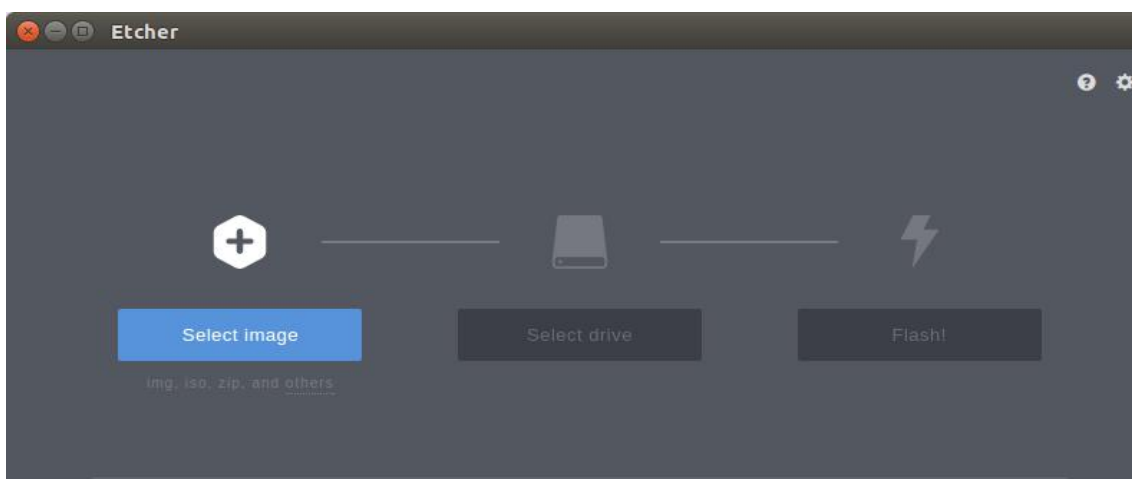 Etcher
Select image
Select drive
Flash!
img, iso, zip, and others